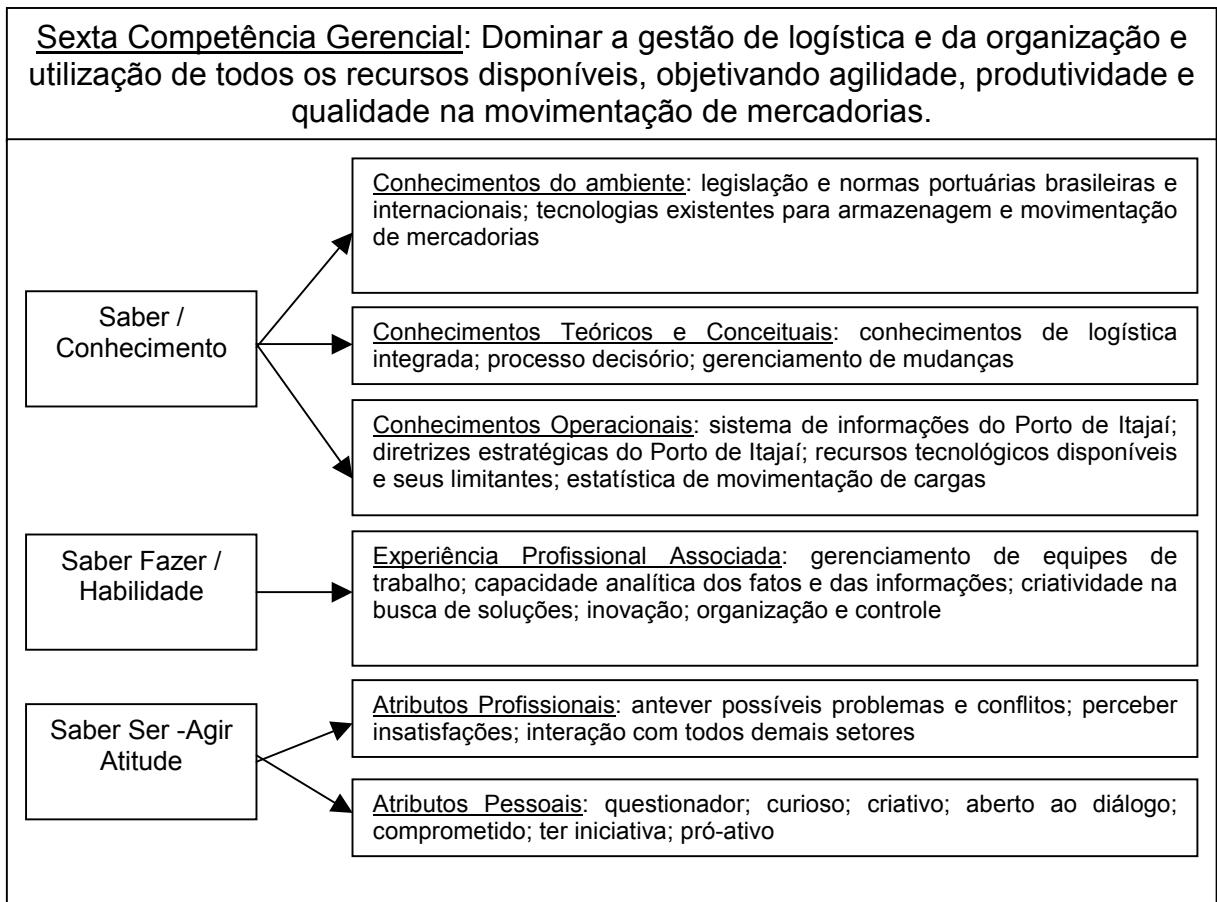 Sexta Competência Gerencial: Dominar a gestão de logística e da organização e
utilização de todos os recursos disponíveis, objetivando agilidade, produtividade e
qualidade na movimentação de mercadorias.
Saber /
Conhecimento
Conhecimentos do ambiente: legislação e normas portuárias brasileiras e
internacionais; tecnologias existentes para armazenagem e movimentação
de mercadorias
Conhecimentos Teóricos e Conceituais: conhecimentos de logística
integrada; processo decisório; gerenciamento de mudanças
Conhecimentos Operacionais: sistema de informações do Porto de Itajaí;
diretrizes estratégicas do Porto de Itajaí; recursos tecnológicos disponíveis
e seus limitantes; estatística de movimentação de cargas
Saber Fazer /
Habilidade
Experiência Profissional Associada: gerenciamento de equipes de
trabalho; capacidade analítica dos fatos e das informações; criatividade na
busca de soluções; inovação; organização e controle
Saber Ser -Agir
Atitude
Atributos Profissionais: antever possíveis problemas e conflitos; perceber
insatisfações; interação com todos demais setores
Atributos Pessoais: questionador; curioso; criativo; aberto ao diálogo;
comprometido; ter iniciativa; pró-ativo